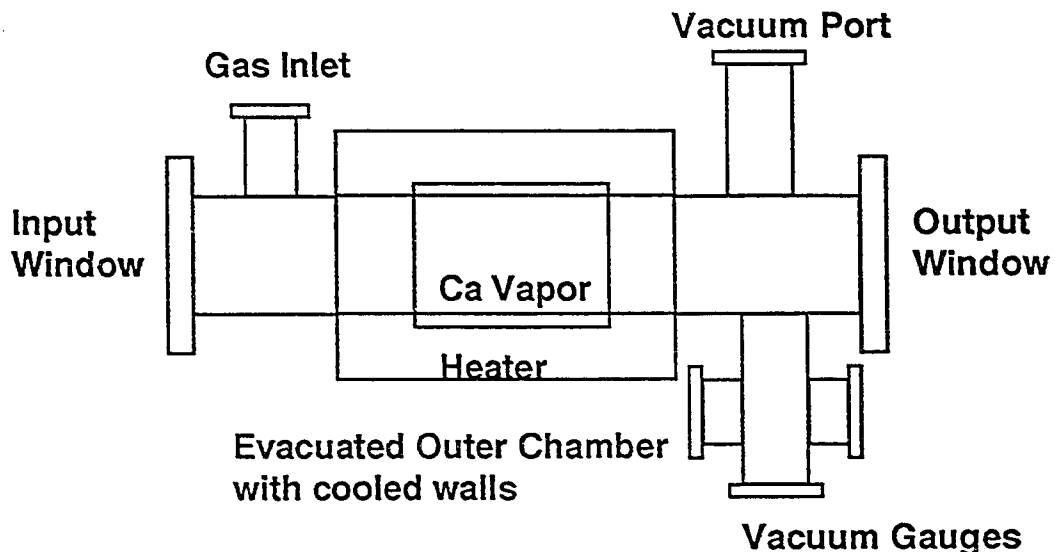 Vacuum Port
Gas Inlet
Input
Window
Output
Window
Ca Vapor
Heater
Evacuated Outer Chamber
with cooled walls
Vacuum Gauges